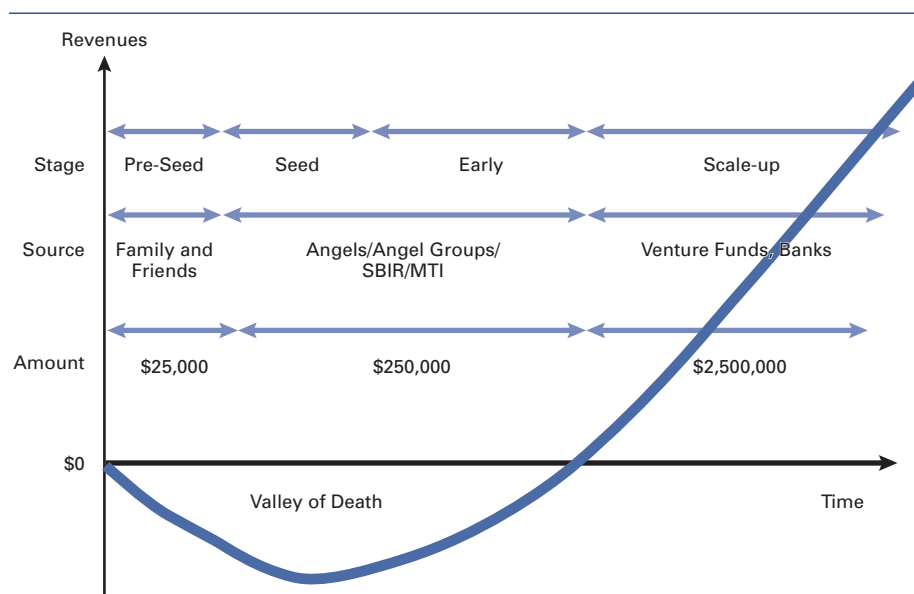 Revenues
Stage
Pre-Seed
Seed
Early
Scale-up
Source
Family and
Friends
Angels/Angel Groups/
SBIR/MTI
Venture Funds, Banks
Amount
$25,000
$250,000
$2,500,000
$0
Valley of Death
Time